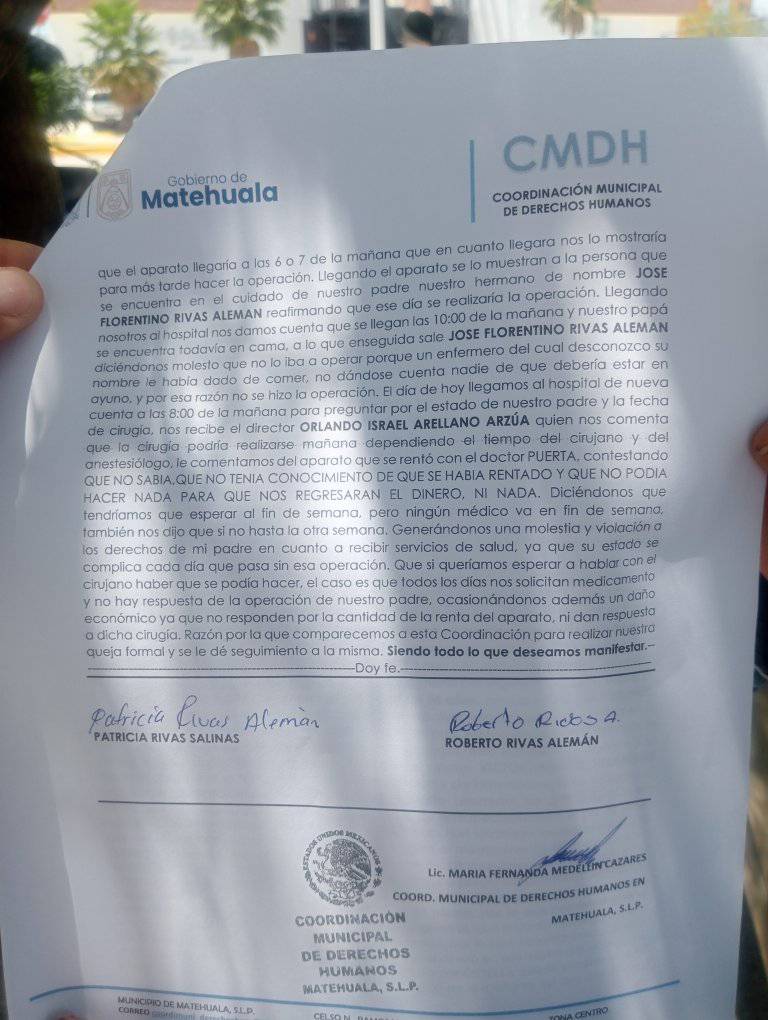 Gobierno de
Matehuala
CMDH
COORDINACIÓN MUNICIPAL
DE DERECHOS HUMANOS
que el aparato llegaría a las 6 o 7 de la mañana que en cuanto llegara nos lo mostraría
para más tarde hacer la operación. Llegando el aparato se lo muestran a la persona que
se encuentra en el cuidado de nuestro padre nuestro hermano de nombre JOSE
FLORENTINO RIVAS ALEMAN reafirmando que ese día se realizaría la operación. Llegando
nosotros al hospital nos damos cuenta que se llegan las 10:00 de la mañana y nuestro papá
se encuentra todavía en cama, a lo que enseguida sale JOSE FLORENTINO RIVAS ALEMAN
diciéndonos molesto que no lo iba a operar porque un enfermero del cual desconozco su
nombre le había dado de comer, no dándose cuenta nadie de que debería estar en
ayuno, y por esa razón no se hizo la operación. El día de hoy llegamos al hospital de nueva
cuenta a las 8:00 de la mañana para preguntar por el estado de nuestro padre y la fecha
de cirugía, nos recibe el director ORLANDO ISRAEL ARELLANO ARZÚA quien nos comenta
que la cirugía podría realizarse mañana dependiendo el tiempo del cirujano y del
anestesiólogo, le comentamos del aparato que se rentó con el doctor PUERTA, contestando
QUE NO SABIA,QUE NO TENIA CONOCIMIENTO DE QUE SE HABIA RENTADO Y QUE NO PODIA
HACER NADA PARA QUE NOS REGRESARAN EL DINERO, NI NADA. Diciéndonos que
tendríamos que esperar al fin de semana, pero ningún médico va en fin de semana,
también nos dijo que si no hasta la otra semana. Generándonos una molestia y violación a
los derechos de mi padre en cuanto a recibir servicios de salud, ya que su estado se
complica cada día que pasa sin esa operación. Que si queríamos esperar a hablar con el
cirujano haber que se podía hacer, el caso es que todos los días nos solicitan medicamento
y no hay respuesta de la operación de nuestro padre, ocasionándonos además un daño
económico ya que no responden por la cantidad de la renta del aparato, ni dan respuesta
a dicha cirugía. Razón por la que comparecemos a esta Coordinación para realizar nuestra
queja formal y se le dé seguimiento a la misma. Siendo todo lo que deseamos manifestar.--
-----Doy fe.-----
Patricia Rivas Alemán
PATRICIA RIVAS SALINAS
Roberto Rivas A.
ROBERTO RIVAS ALEMÁN
ESTADOS UNIDOS MEXICANOS
COORDINACIÓN
MUNICIPAL
DE DERECHOS
HUMANOS
MATEHUALA, S.L.P.
Lic. MARIA FERNANDA MEDELLIN CAZARES
COORD. MUNICIPAL DE DERECHOS HUMANOS EN
MATEHUALA, S.L.P.
MUNICIPIO DE MATEHUALA, S.L.P.
CORREO
CELSO N.
ZONA CENTRO